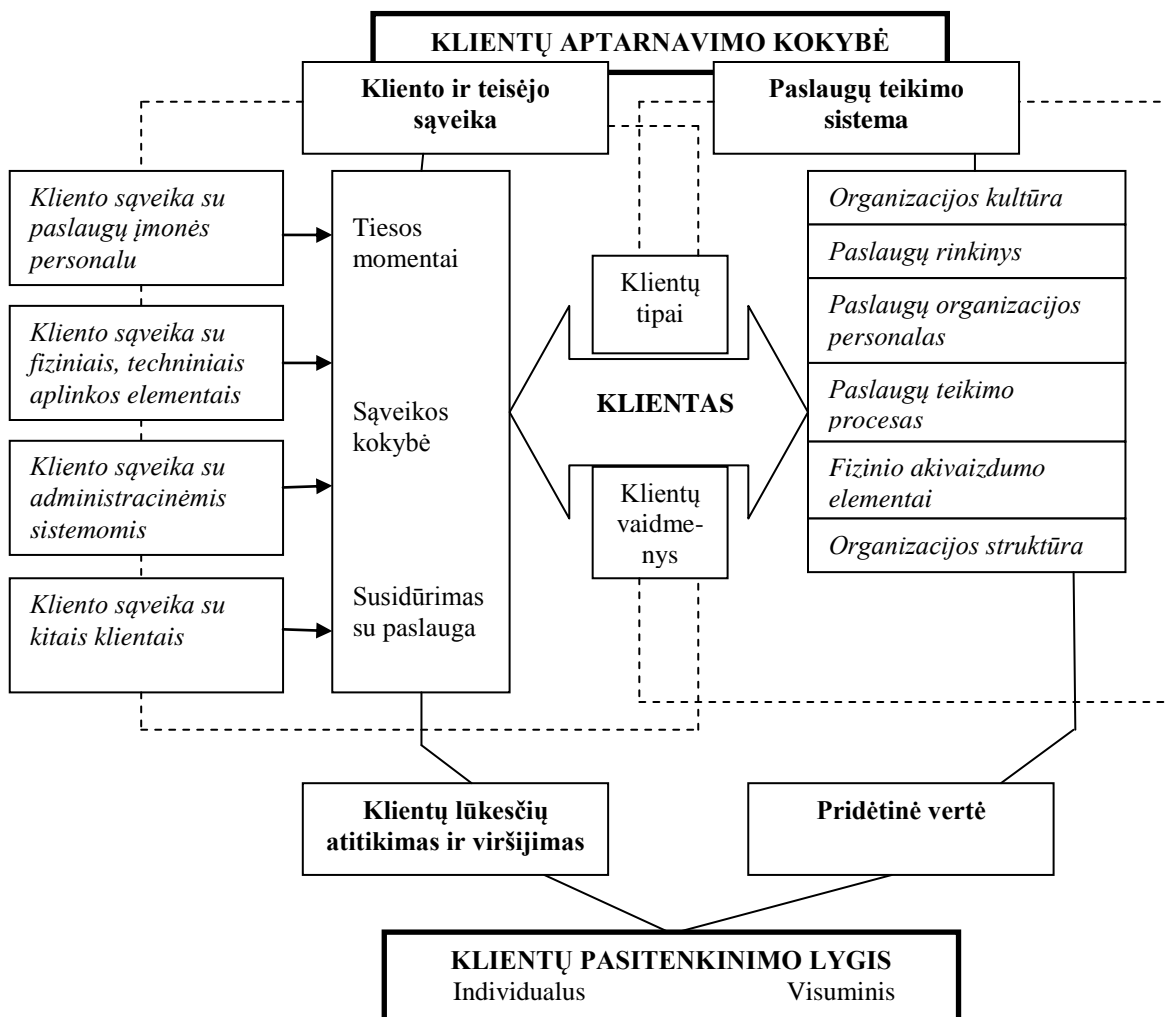 KLIENTŲ APTARNAVIMO KOKYBĖ
Kliento ir teisėjo
sąveika
Paslaugų teikimo
sistema
Kliento sąveika su
paslaugų įmonės
personalu
Kliento sąveika su
fiziniais, techniniais
aplinkos elementais
Kliento sąveika su
administracinėmis
sistemomis
Kliento sąveika su
kitais klientais
Tiesos
momentai
Sąveikos
kokybė
Susidūrimas
su paslauga
Klientų
tipai
KLIENTAS
Klientų
vaidme-
nys
Organizacijos kultūra
Paslaugų rinkinys
Paslaugų organizacijos
personalas
Paslaugų teikimo
procesas
Fizinio akivaizdumo
elementai
Organizacijos struktūra
Klientų lūkesčių
atitikimas ir viršijimas
Pridėtinė vertė
KLIENTŲ PASITENKINIMO LYGIS
Individualus Visuminis